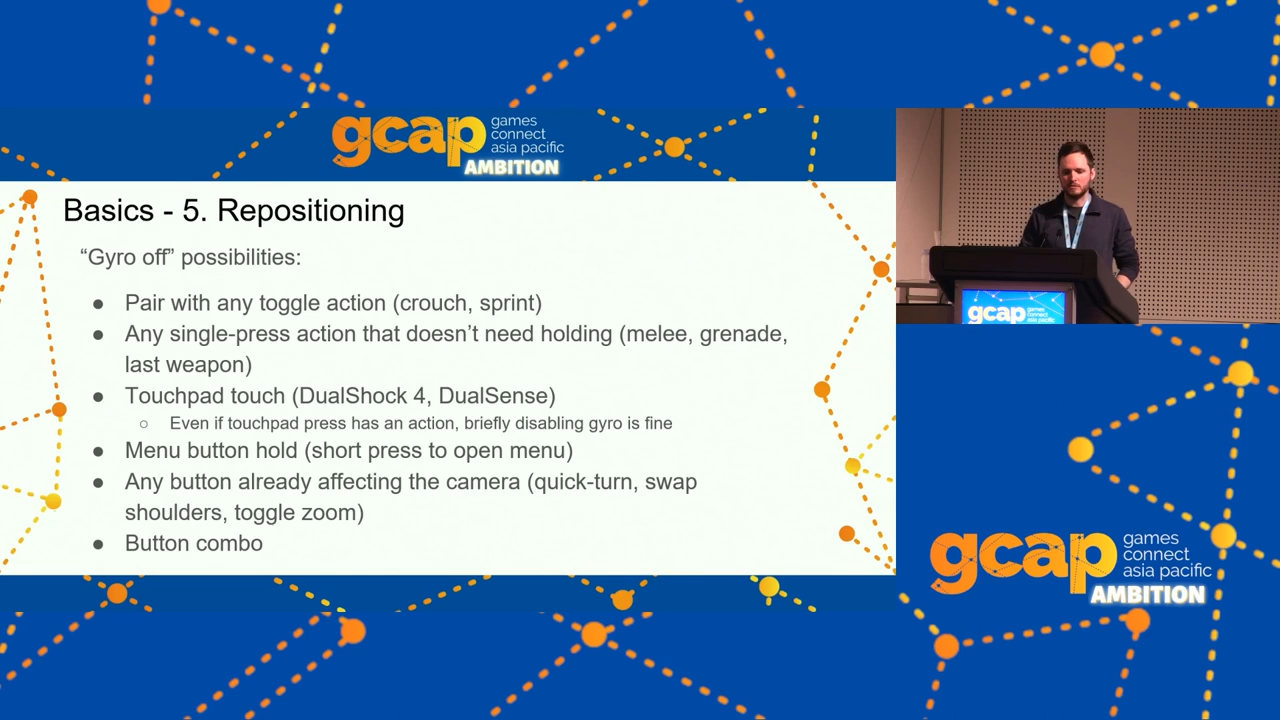 gcap games
connect
asia pacific
AMBITION
Basics - 5. Repositioning
“Gyro off” possibilities:
● Pair with any toggle action (crouch, sprint)
● Any single-press action that doesn’t need holding (melee, grenade,
last weapon)
● Touchpad touch (DualShock 4, DualSense)
○ Even if touchpad press has an action, briefly disabling gyro is fine
● Menu button hold (short press to open menu)
● Any button already affecting the camera (quick-turn, swap
shoulders, toggle zoom)
● Button combo
gcap games
connect
asia pacific
gcap games
connect
asia pacific
AMBITION